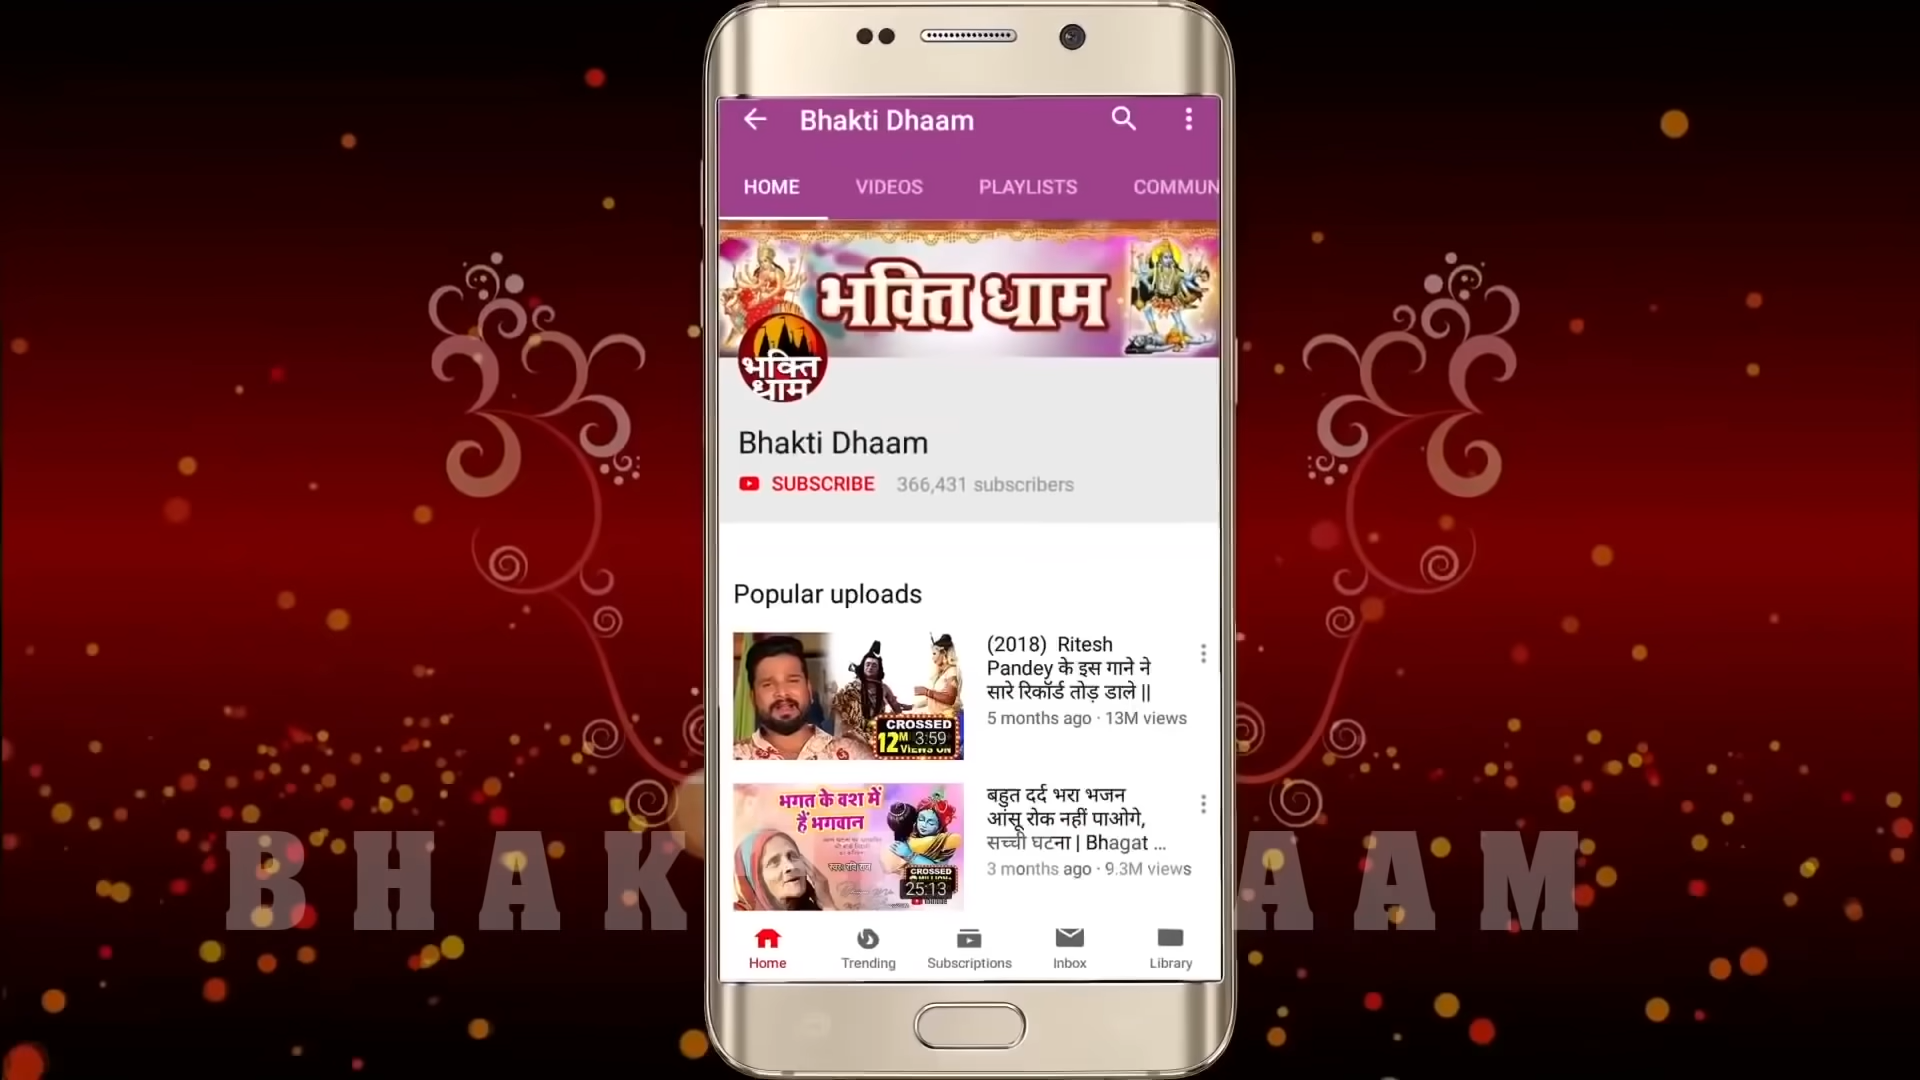 Bhakti Dhaam
HOME VIDEOS PLAYLISTS COMMUN
भक्ति धाम
भक्ति
धाम
Bhakti Dhaam
SUBSCRIBE 366,431 subscribers
Popular uploads
(2018) Ritesh
Pandey के इस गाने ने
सारे रिकॉर्ड तोड़ डाले ||
5 months ago · 13M views
CROSSED
12M 3:59
VIEWS ON
भगत के वश में
हैं भगवान
CROSSED
25:13
बहुत दर्द भरा भजन
आंसू रोक नहीं पाओगे,
सच्ची घटना | Bhagat ...
3 months ago · 9.3M views
BHAK AAM
Home Trending Subscriptions Inbox Library